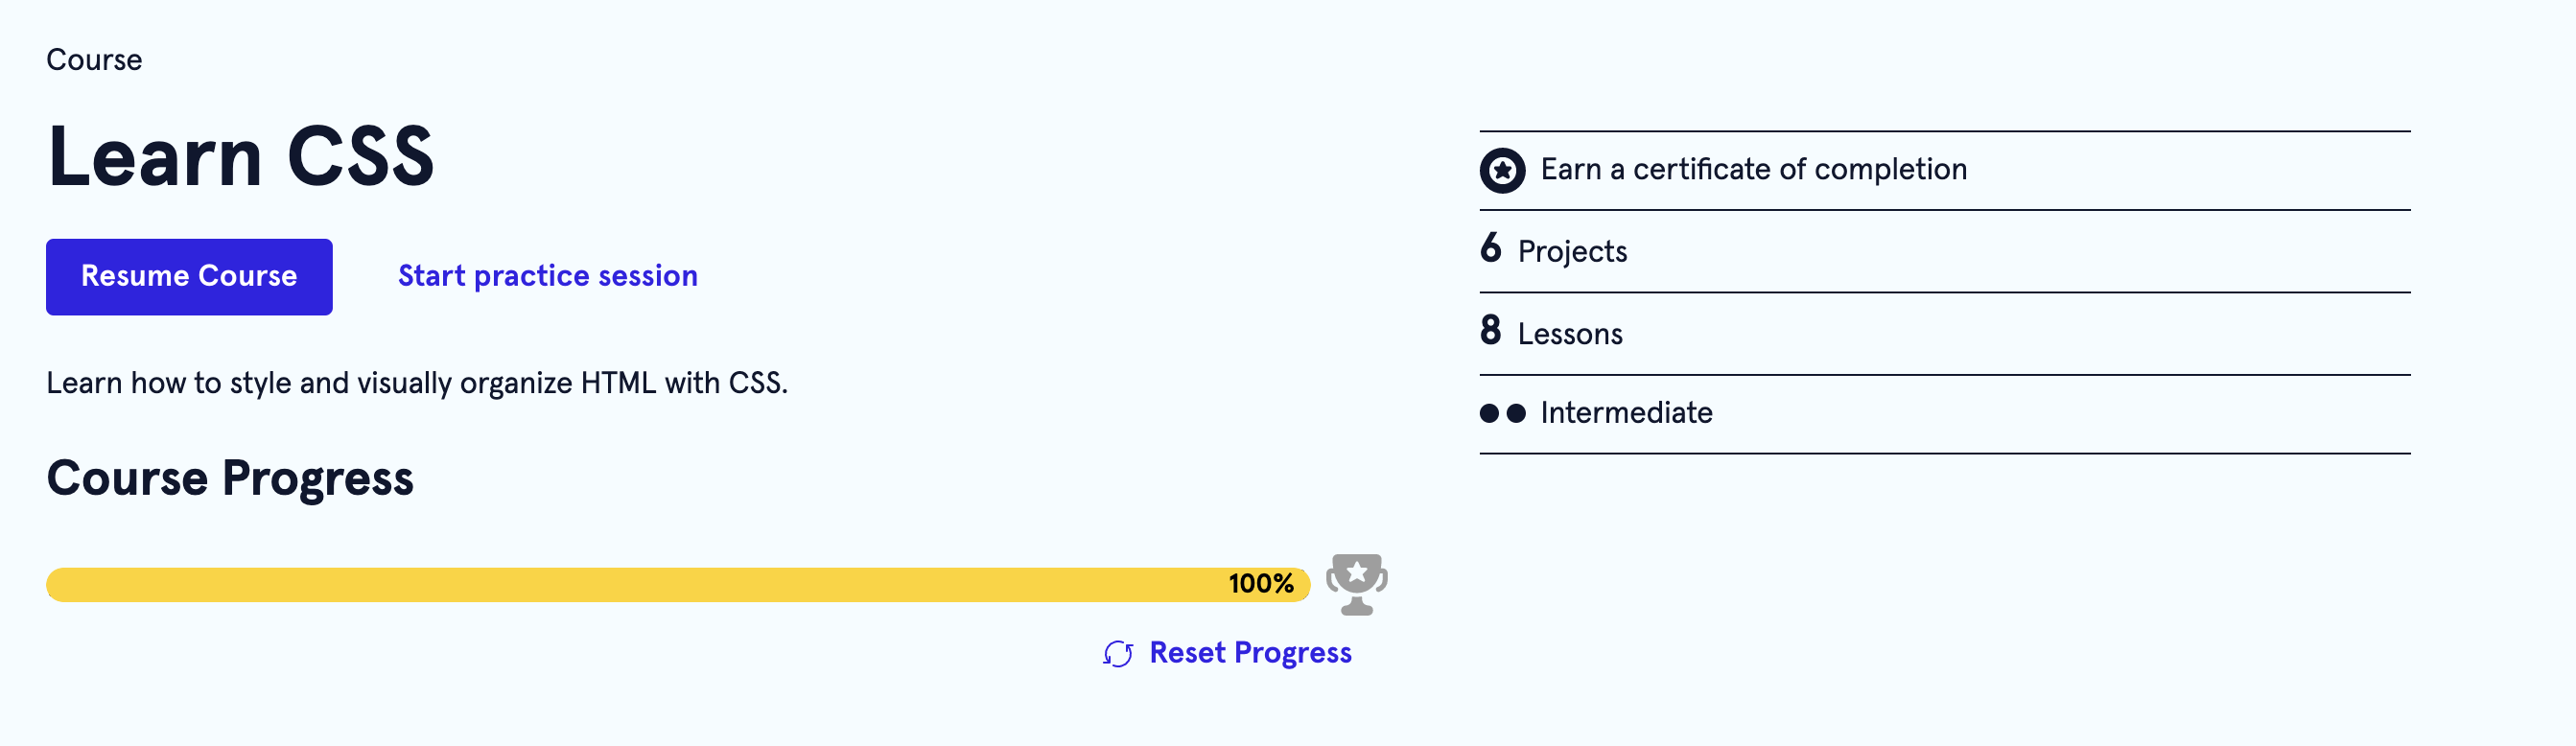 Course
Learn CSS
Resume Course
Start practice session
Learn how to style and visually organize HTML with CSS.
Course Progress
100%
Reset Progress
Earn a certificate of completion
6 Projects
8 Lessons
Intermediate